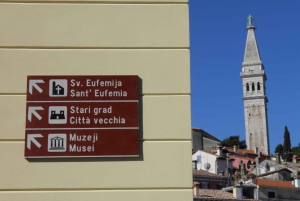 Sv. Eufemija
Sant' Eufemia
Stari grad
Città vecchia
Muzeji
Musei